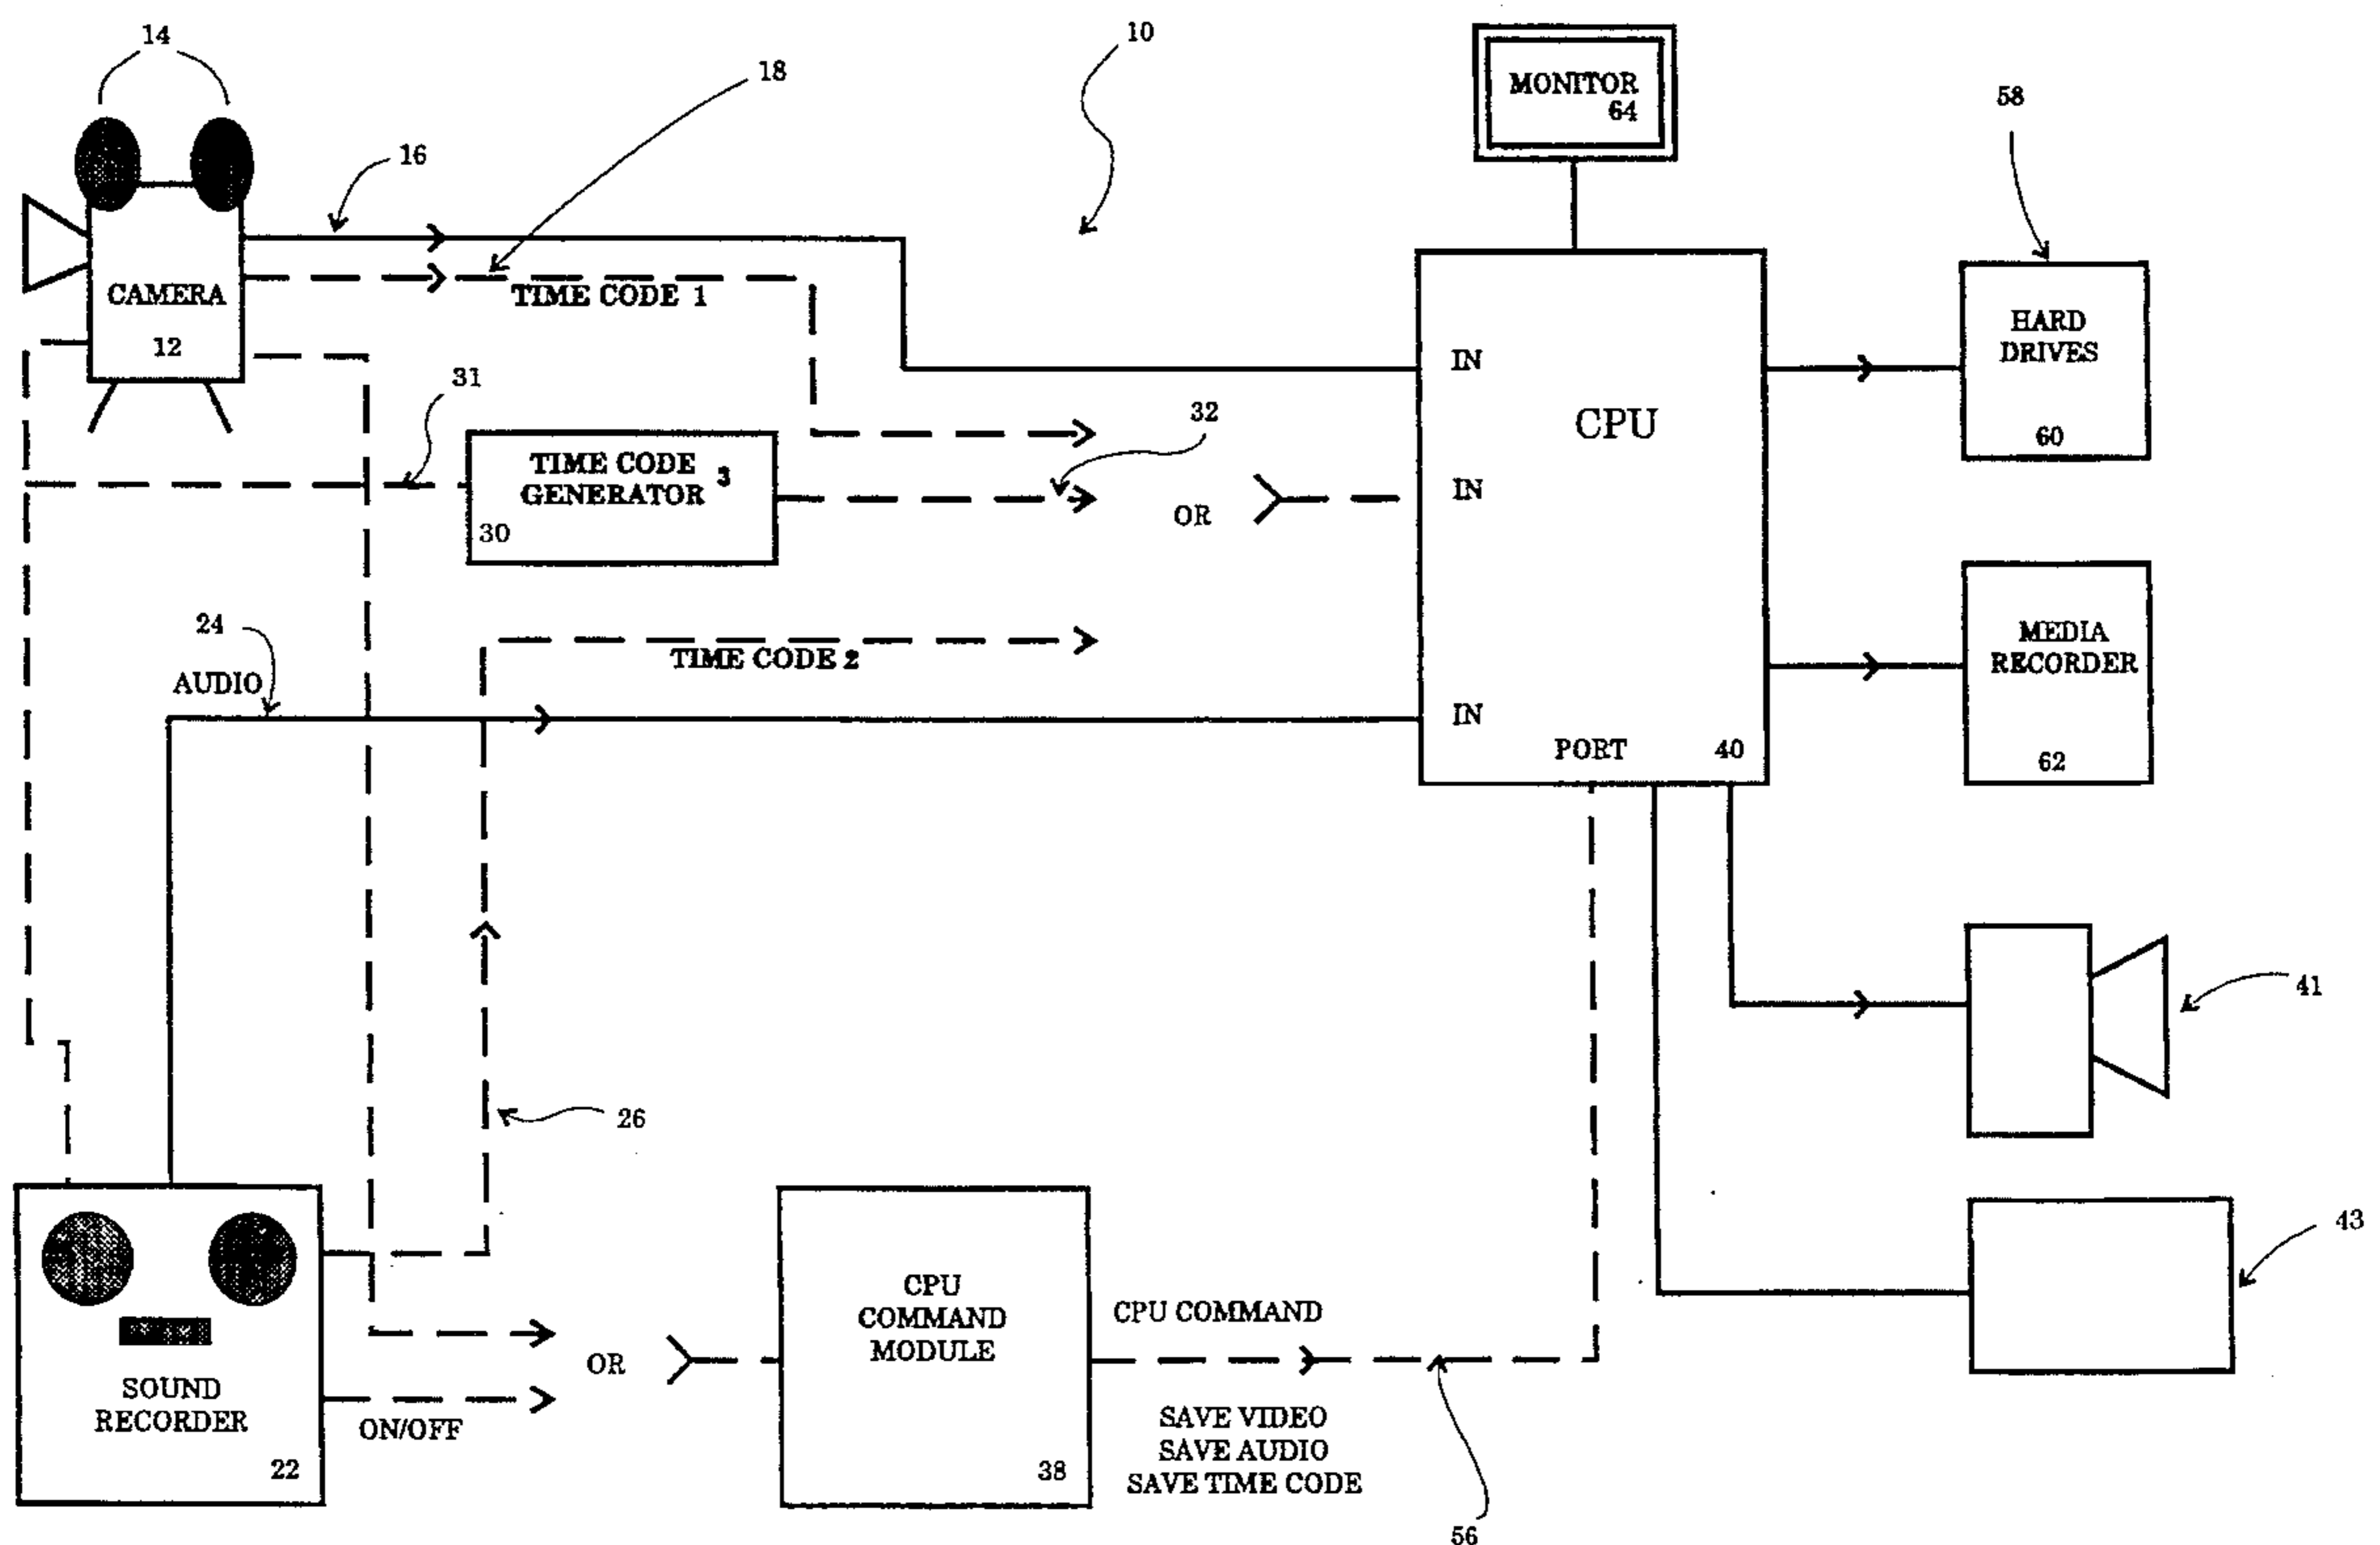 14
18
10
MONITOR
64
58
16
TIME CODE 1
CAMERA
12
HARD
DRIVES
60
IN
CPU
31
32
TIME CODE 3
GENERATOR
30
IN
OR
24
AUDIO
TIME CODE 2
MEDIA
RECORDER
62
IN
PORT
40
41
26
43
CPU
COMMAND
MODULE
38
CPU COMMAND
OR
SOUND
RECORDER
22
ON/OFF
SAVE VIDEO
SAVE AUDIO
SAVE TIME CODE
56